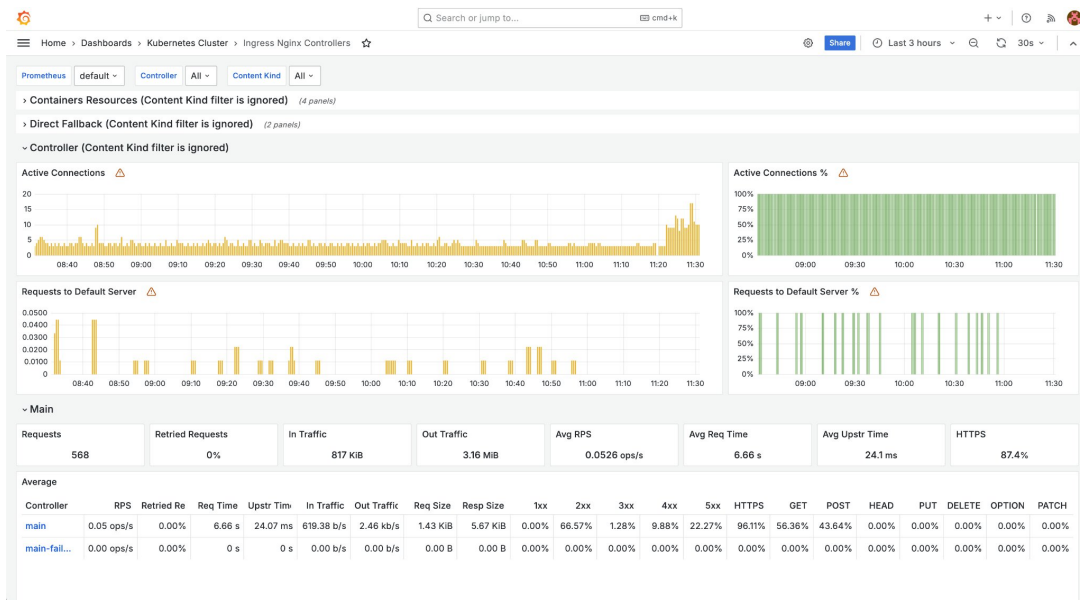 Search or jump to... cmd+k
Home › Dashboards › Kubernetes Cluster › Ingress Nginx Controllers Share Last 3 hours 30s
Prometheus default Controller All Content Kind All
Containers Resources (Content Kind filter is ignored) (4 panels)
Direct Fallback (Content Kind filter is ignored) (2 panels)
Controller (Content Kind filter is ignored)
Active Connections
20
15
10
5
0
08:40 08:50 09:00 09:10 09:20 09:30 09:40 09:50 10:00 10:10 10:20 10:30 10:40 10:50 11:00 11:10 11:20 11:30
Active Connections %
100%
75%
50%
25%
0%
09:00 09:30 10:00 10:30 11:00 11:30
Requests to Default Server
0.0500
0.0400
0.0300
0.0200
0.0100
0
08:40 08:50 09:00 09:10 09:20 09:30 09:40 09:50 10:00 10:10 10:20 10:30 10:40 10:50 11:00 11:10 11:20 11:30
Requests to Default Server %
100%
75%
50%
25%
0%
09:00 09:30 10:00 10:30 11:00 11:30
Main
Requests Retried Requests In Traffic Out Traffic Avg RPS Avg Req Time Avg Upstr Time HTTPS
568 0% 817 KiB 3.16 MiB 0.0526 ops/s 6.66 s 24.1 ms 87.4%
Average
Controller RPS Retried Re Req Time Upstr Tim In Traffic Out Traffic Req Size Resp Size 1xx 2xx 3xx 4xx 5xx HTTPS GET POST HEAD PUT DELETE OPTION PATCH
main 0.05 ops/s 0.00% 6.66 s 24.07 ms 619.38 b/s 2.46 kb/s 1.43 KiB 5.67 KiB 0.00% 66.57% 1.28% 9.88% 22.27% 96.11% 56.36% 43.64% 0.00% 0.00% 0.00% 0.00% 0.00%
main-fail... 0.00 ops/s 0.00% 0 s 0 s 0.00 b/s 0.00 b/s 0.00 B 0.00 B 0.00% 0.00% 0.00% 0.00% 0.00% 0.00% 0.00% 0.00% 0.00% 0.00% 0.00% 0.00% 0.00%